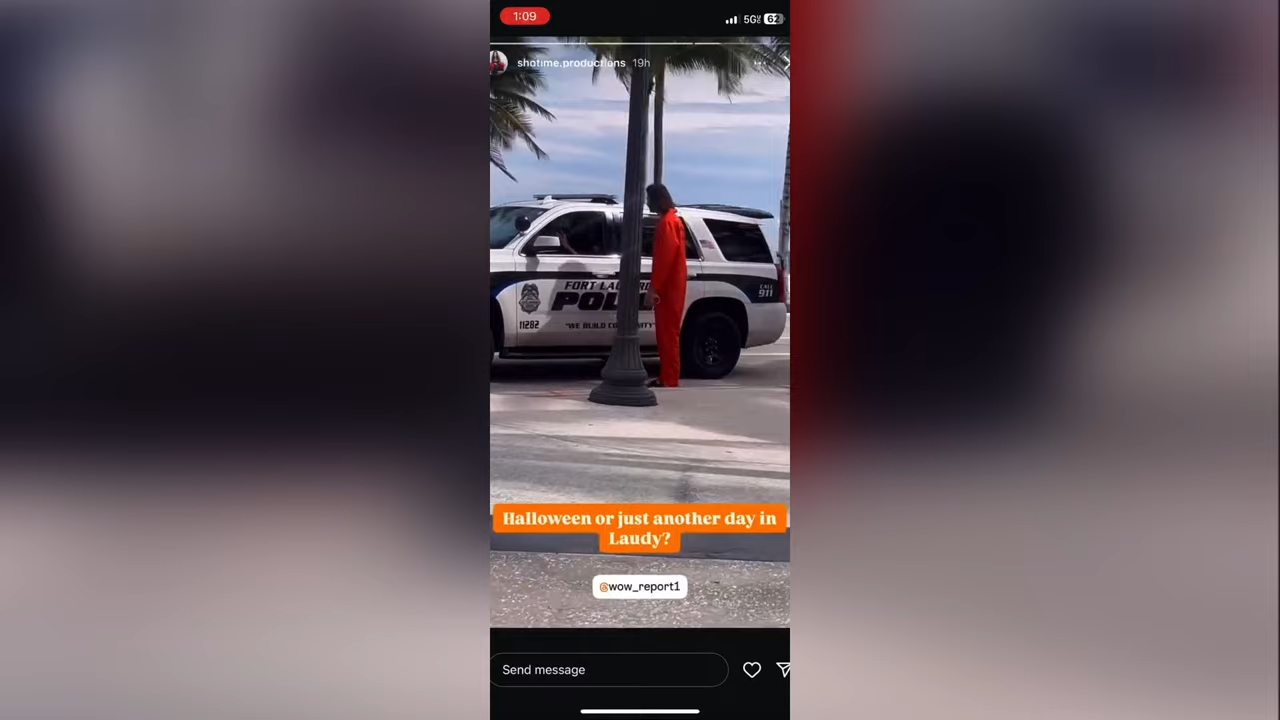 1:09
5G
62
shotime.productions 19h
FORT LAU
POLI
11282
"WE BUILD COMMUNITY"
CALL
911
Halloween or just another day in
Laudy?
@wow_report1
Send message